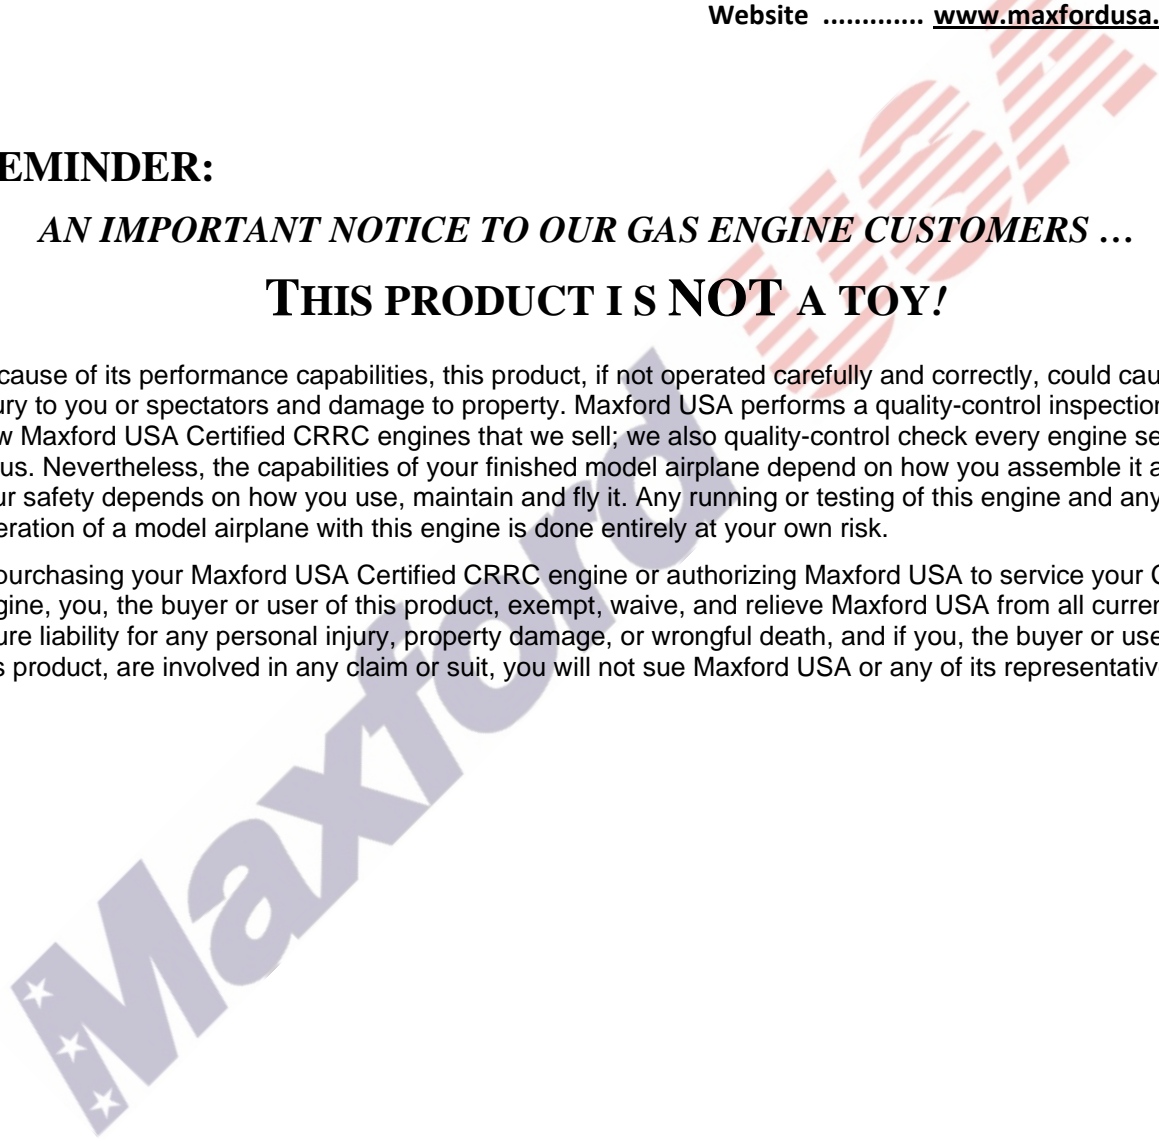 Website ............. www.maxfordusa.
EMINDER:
AN IMPORTANT NOTICE TO OUR GAS ENGINE CUSTOMERS …
THIS PRODUCT I S NOT A TOY!
cause of its performance capabilities, this product, if not operated carefully and correctly, could cau
ury to you or spectators and damage to property. Maxford USA performs a quality-control inspection
w Maxford USA Certified CRRC engines that we sell; we also quality-control check every engine se
us. Nevertheless, the capabilities of your finished model airplane depend on how you assemble it a
ur safety depends on how you use, maintain and fly it. Any running or testing of this engine and any
eration of a model airplane with this engine is done entirely at your own risk.
purchasing your Maxford USA Certified CRRC engine or authorizing Maxford USA to service your C
gine, you, the buyer or user of this product, exempt, waive, and relieve Maxford USA from all curren
ure liability for any personal injury, property damage, or wrongful death, and if you, the buyer or use
s product, are involved in any claim or suit, you will not sue Maxford USA or any of its representativ
Maxford USA